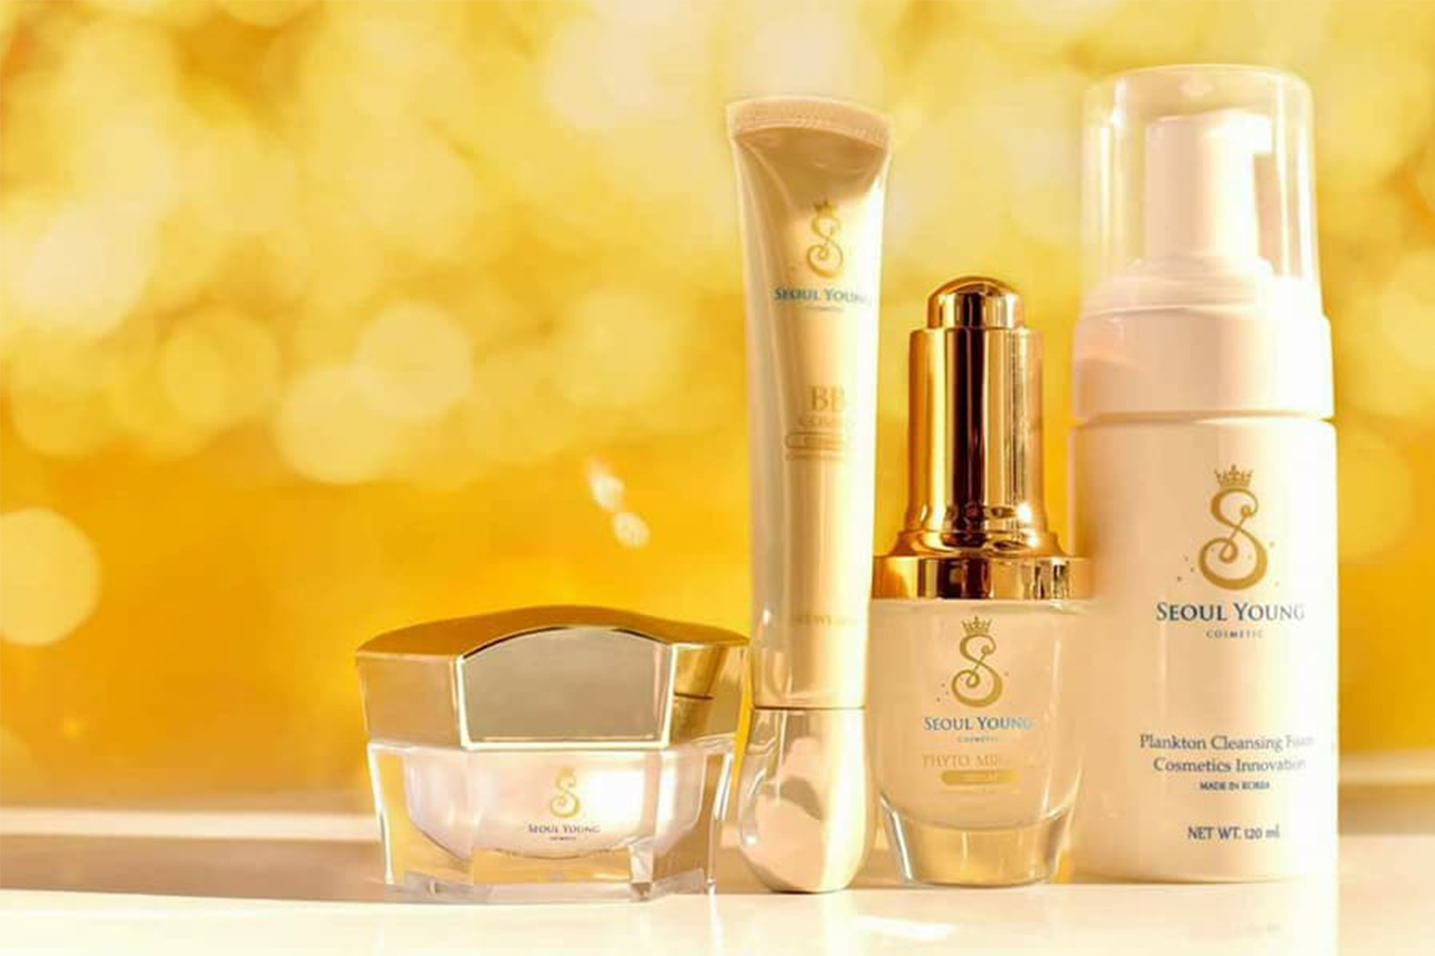 SEOUL YOUNG
COSMETIC
SEOUL YOUNG
BB
SEOUL YOUNG
COSMETIC
PHYTO
SEOUL YOUNG
COSMETIC
Plankton Cleansing Foam
Cosmetics Innovation
MADE IN KOREA
NET WT. 120 ml